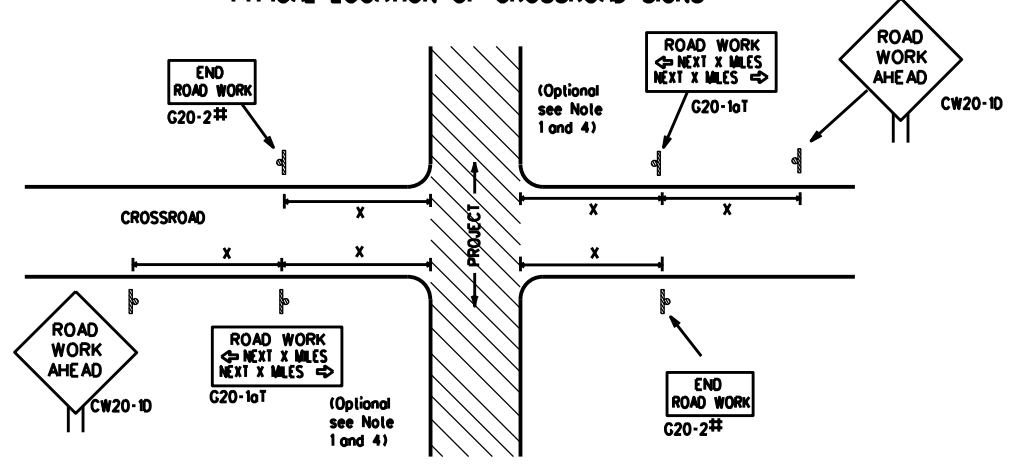 TYPICAL LOCATION OF CROSSROAD SIGNS
ROAD
WORK
AHEAD
CW20-1D
ROAD WORK
⇦ NEXT X MILES
NEXT X MILES ⇨
G20-1aT
(Optional
see Note
1 and 4)
END
ROAD WORK
G20-2#
X
X
X
CROSSROAD
PROJECT
X
X
X
ROAD
WORK
AHEAD
CW20-1D
ROAD WORK
⇦ NEXT X MILES
NEXT X MILES ⇨
G20-1aT
(Optional
see Note
1 and 4)
END
ROAD WORK
G20-2#